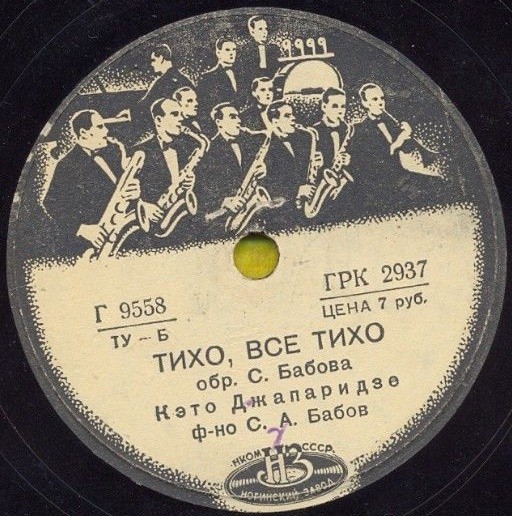 Г 9558
ТУ – Б
ГРК 2937
ЦЕНА 7 руб.
ТИХО, ВСЕ ТИХО
обр. С. Бабова
Кэто Джапаридзе
ф-но С. А. Бабов
НКОМ СССР
НЗ
НОГИНСКИЙ ЗАВОД